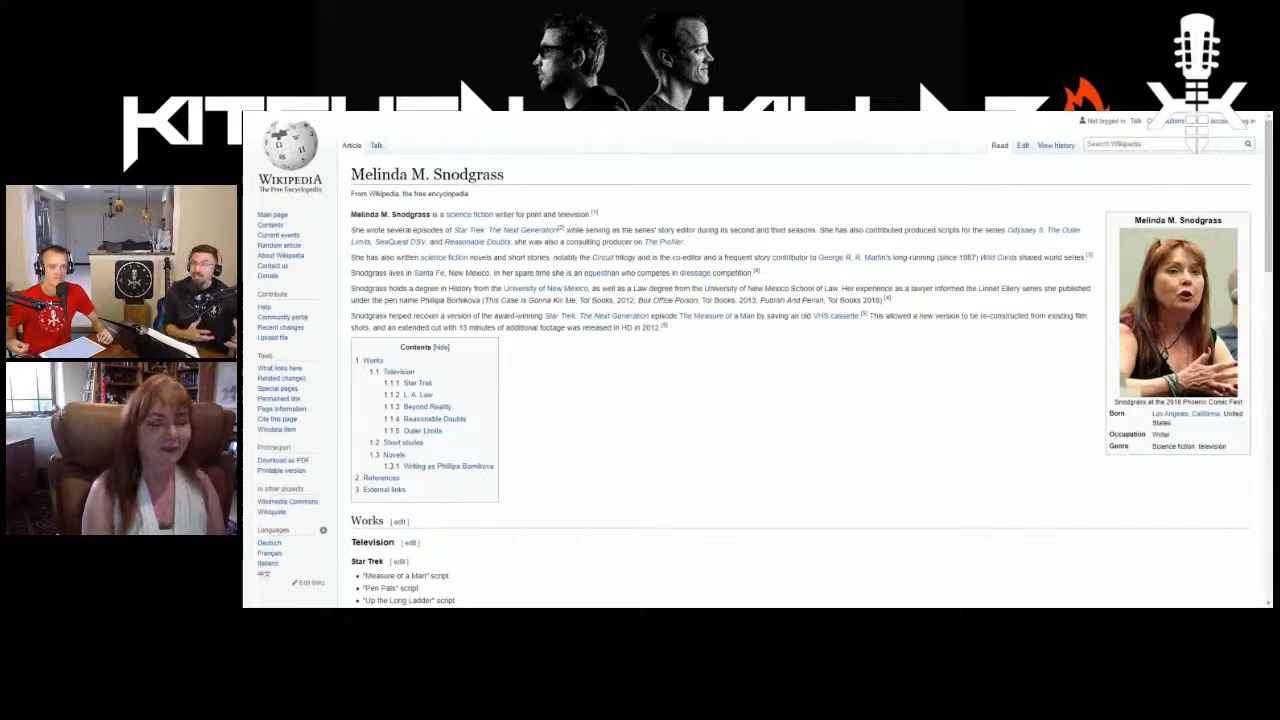 Not logged in Talk
Article Talk
Read Edit View history
Search Wikipedia
WIKIPEDIA
The Free Encyclopedia
Melinda M. Snodgrass
From Wikipedia, the free encyclopedia
Main page
Contents
Current events
Random article
About Wikipedia
Contact us
Donate
Contribute
Help
Community portal
Recent changes
Upload file
Tools
What links here
Related changes
Special pages
Permanent link
Page information
Cite this page
Wikidata item
Print/export
Download as PDF
Printable version
In other projects
Wikimedia Commons
Wikiquote
Languages
Deutsch
Français
Italiano
中文
Edit links
Melinda M. Snodgrass is a science fiction writer for print and television.[1]
She wrote several episodes of Star Trek: The Next Generation[2] while serving as the series' story editor during its second and third seasons. She has also contributed produced scripts for the series Odyssey 5, The Outer
Limits, SeaQuest DSV, and Reasonable Doubts; she was also a consulting producer on The Profiler.
She has also written science fiction novels and short stories, notably the Circuit trilogy and is the co-editor and a frequent story contributor to George R. R. Martin's long-running (since 1987) Wild Cards shared world series.[3]
Snodgrass lives in Santa Fe, New Mexico. In her spare time she is an equestrian who competes in dressage competition.[4]
Snodgrass holds a degree in History from the University of New Mexico, as well as a Law degree from the University of New Mexico School of Law. Her experience as a lawyer informed the Linnet Ellery series she published
under the pen name Phillipa Bornikova (This Case Is Gonna Kill Me, Tor Books, 2012; Box Office Poison, Tor Books, 2013; Publish And Perish, Tor Books 2018).[4]
Snodgrass helped recover a version of the award-winning Star Trek: The Next Generation episode The Measure of a Man by saving an old VHS cassette.[5] This allowed a new version to be re-constructed from existing film
shots, and an extended cut with 13 minutes of additional footage was released in HD in 2012.[5]
Contents [hide]
1 Works
1.1 Television
1.1.1 Star Trek
1.1.2 L. A. Law
1.1.3 Beyond Reality
1.1.4 Reasonable Doubts
1.1.5 Outer Limits
1.2 Short stories
1.3 Novels
1.3.1 Writing as Phillipa Bornikova
2 References
3 External links
Works [ edit ]
Television [ edit ]
Star Trek [ edit ]
• "Measure of a Man" script
• "Pen Pals" script
• "Up the Long Ladder" script
Melinda M. Snodgrass
Snodgrass at the 2018 Phoenix Comic Fest
Born Los Angeles, California, United
States
Occupation Writer
Genre Science fiction, television